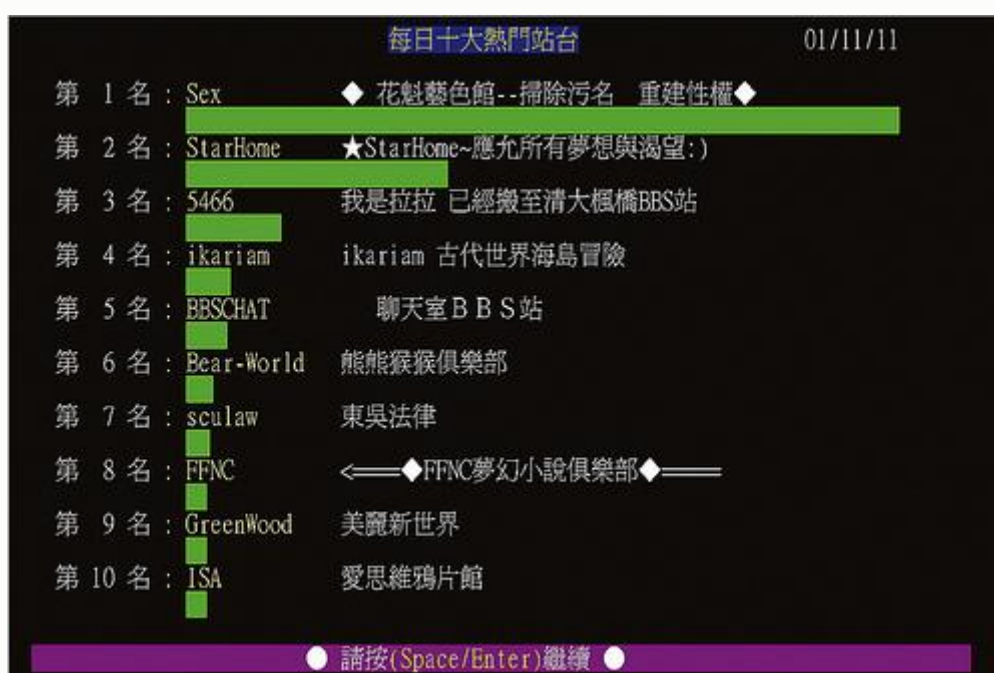 每日十大熱門站台 01/11/11
第 1 名 : Sex ◆ 花魁藝色館--掃除污名 重建性權◆
第 2 名 : StarHome ★StarHome~應允所有夢想與渴望:)
第 3 名 : 5466 我是拉拉 已經搬至清大楓橋BBS站
第 4 名 : ikariam ikariam 古代世界海島冒險
第 5 名 : BBSCHAT 聊天室ＢＢＳ站
第 6 名 : Bear-World 熊熊猴猴俱樂部
第 7 名 : sculaw 東吳法律
第 8 名 : FFNC <══◆FFNC夢幻小說俱樂部◆═══
第 9 名 : GreenWood 美麗新世界
第 10 名 : ISA 愛思維鴉片館
● 請按(Space/Enter)繼續 ●